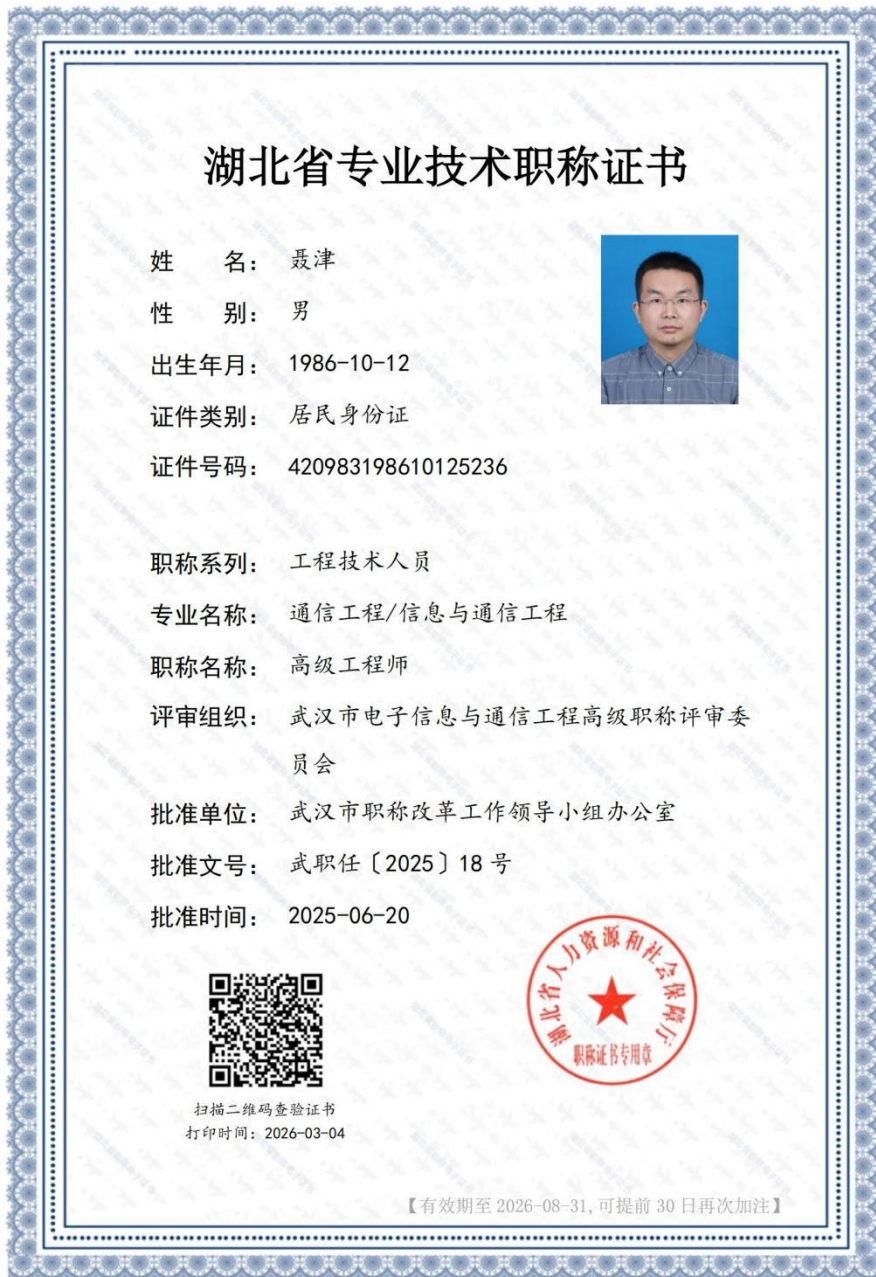 湖北省专业技术职称证书
姓 名： 聂津
性 别： 男
出生年月： 1986-10-12
证件类别： 居民身份证
证件号码： 420983198610125236
职称系列： 工程技术人员
专业名称： 通信工程/信息与通信工程
职称名称： 高级工程师
评审组织： 武汉市电子信息与通信工程高级职称评审委
员会
批准单位： 武汉市职称改革工作领导小组办公室
批准文号： 武职任〔2025〕18 号
批准时间： 2025-06-20
湖北省人力资源和社会保障厅
职称证书专用章
扫描二维码查验证书
打印时间：2026-03-04
【有效期至 2026-08-31,可提前 30 日再次加注】